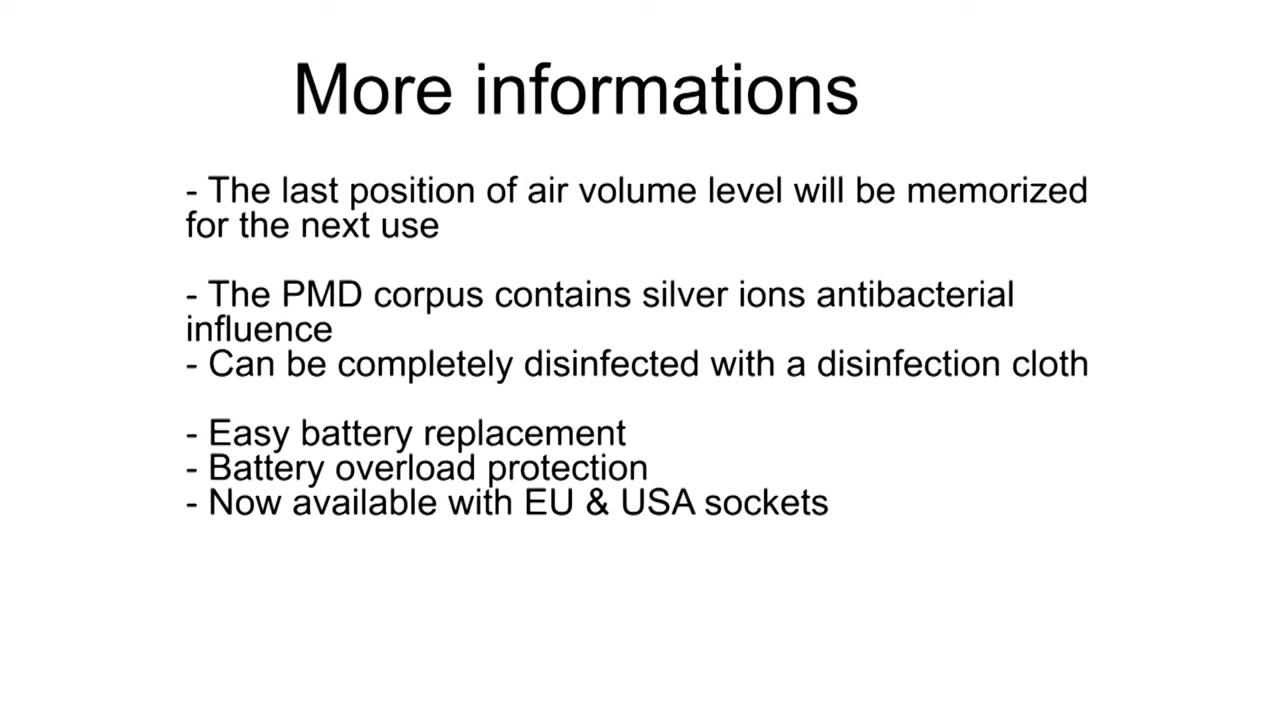 More informations
- The last position of air volume level will be memorized
for the next use
- The PMD corpus contains silver ions antibacterial
influence
- Can be completely disinfected with a disinfection cloth
- Easy battery replacement
- Battery overload protection
- Now available with EU & USA sockets